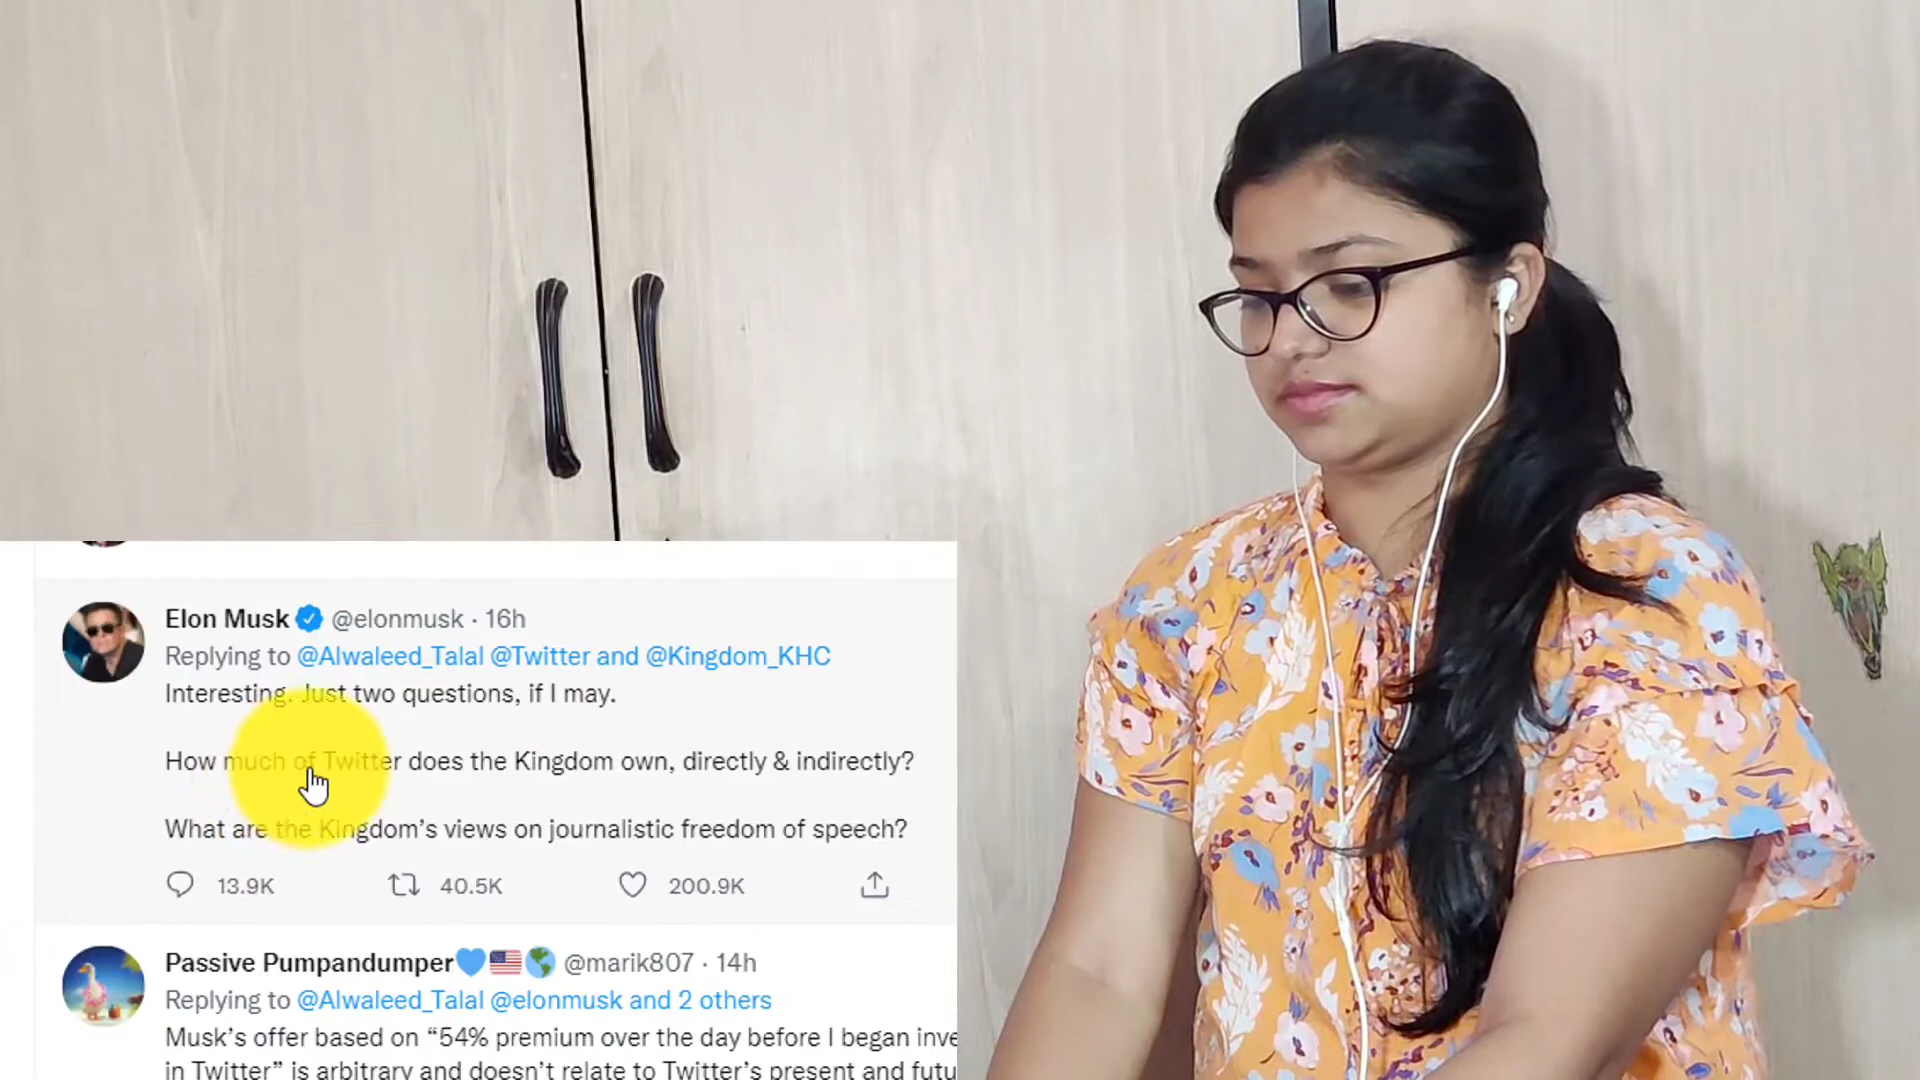 Elon Musk @elonmusk · 16h
Replying to @Alwaleed_Talal @Twitter and @Kingdom_KHC
Interesting. Just two questions, if I may.
How much of Twitter does the Kingdom own, directly & indirectly?
What are the Kingdom’s views on journalistic freedom of speech?
13.9K 40.5K 200.9K
Passive Pumpandumper @marik807 · 14h
Replying to @Alwaleed_Talal @elonmusk and 2 others
Musk’s offer based on “54% premium over the day before I began inve
in Twitter” is arbitrary and doesn’t relate to Twitter’s present and futu